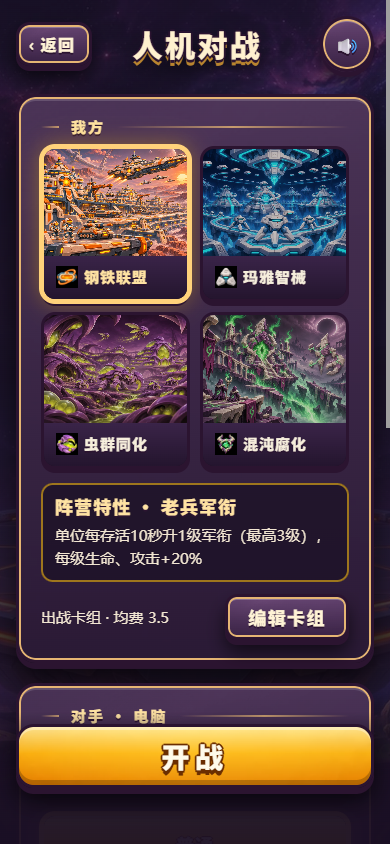 ‹ 返回
人机对战
我方
钢铁联盟
玛雅智械
虫群同化
混沌腐化
阵营特性 · 老兵军衔
单位每存活10秒升1级军衔（最高3级），
每级生命、攻击+20%
出战卡组 · 均费 3.5
编辑卡组
对手 · 电脑
开战